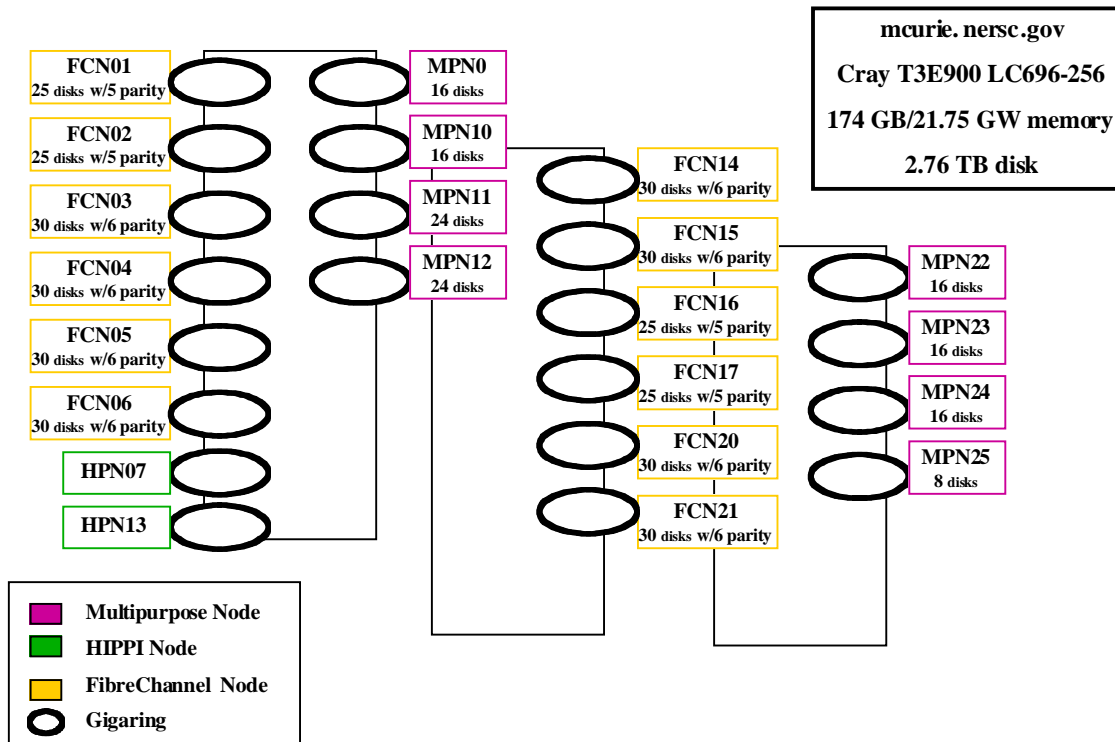 mcurie. nersc.gov
Cray T3E900 LC696-256
174 GB/21.75 GW memory
2.76 TB disk
FCN01
25 disks w/5 parity
FCN02
25 disks w/5 parity
FCN03
30 disks w/6 parity
FCN04
30 disks w/6 parity
FCN05
30 disks w/6 parity
FCN06
30 disks w/6 parity
HPN07
HPN13
MPN0
16 disks
MPN10
16 disks
MPN11
24 disks
MPN12
24 disks
FCN14
30 disks w/6 parity
FCN15
30 disks w/6 parity
FCN16
25 disks w/5 parity
FCN17
25 disks w/5 parity
FCN20
30 disks w/6 parity
FCN21
30 disks w/6 parity
MPN22
16 disks
MPN23
16 disks
MPN24
16 disks
MPN25
8 disks
Multipurpose Node
HIPPI Node
FibreChannel Node
Gigaring